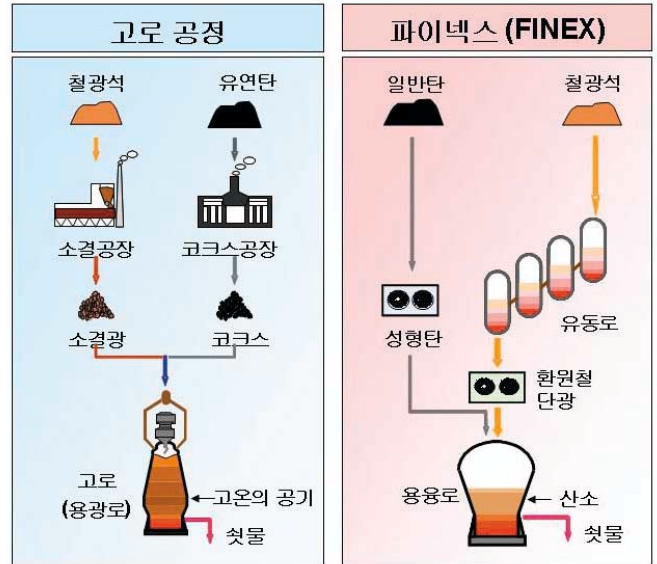 고로 공정
철광석
유연탄
소결공장
코크스공장
소결광
코크스
고로
(용광로)
고온의 공기
쇳물
파이넥스 (FINEX)
일반탄
철광석
유동로
성형탄
환원철
단광
용융로
산소
쇳물